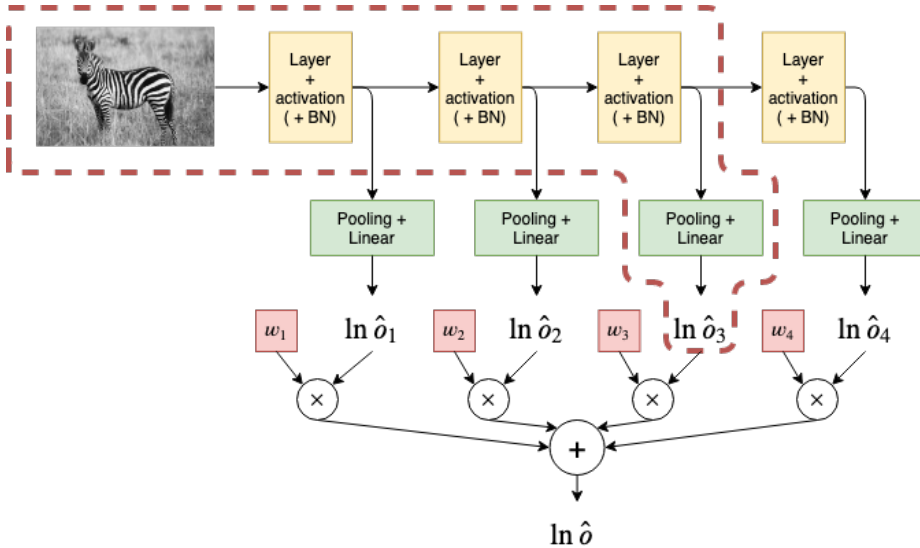 Layer
+
activation
( + BN)
Layer
+
activation
( + BN)
Layer
+
activation
( + BN)
Layer
+
activation
( + BN)
Pooling +
Linear
Pooling +
Linear
Pooling +
Linear
Pooling +
Linear
w₁
ln ô₁
w₂
ln ô₂
w₃
ln ô₃
w₄
ln ô₄
×
×
×
×
+
ln ô